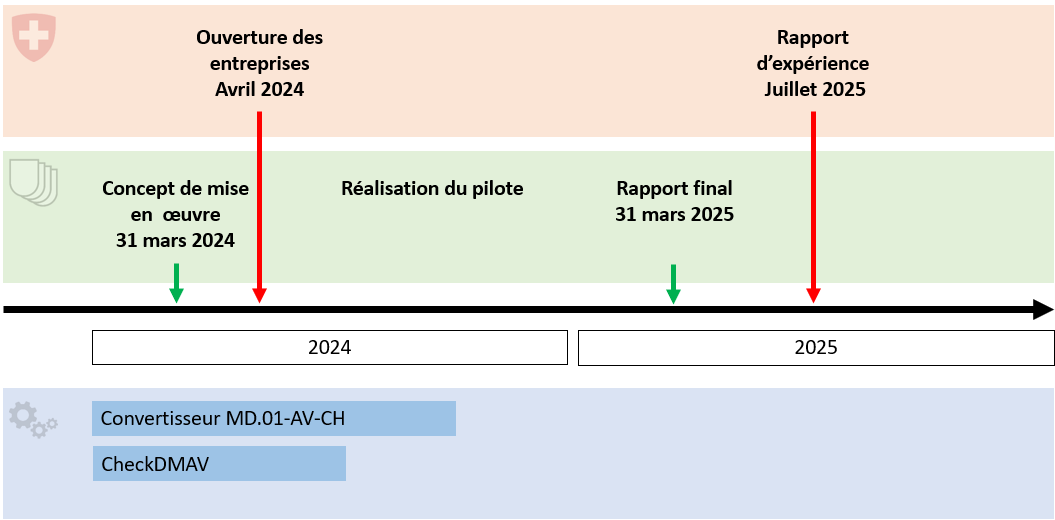 Ouverture des
entreprises
Avril 2024
Rapport
d’expérience
Juillet 2025
Concept de mise
en œuvre
31 mars 2024
Réalisation du pilote
Rapport final
31 mars 2025
2024
2025
Convertisseur MD.01-AV-CH
CheckDMAV